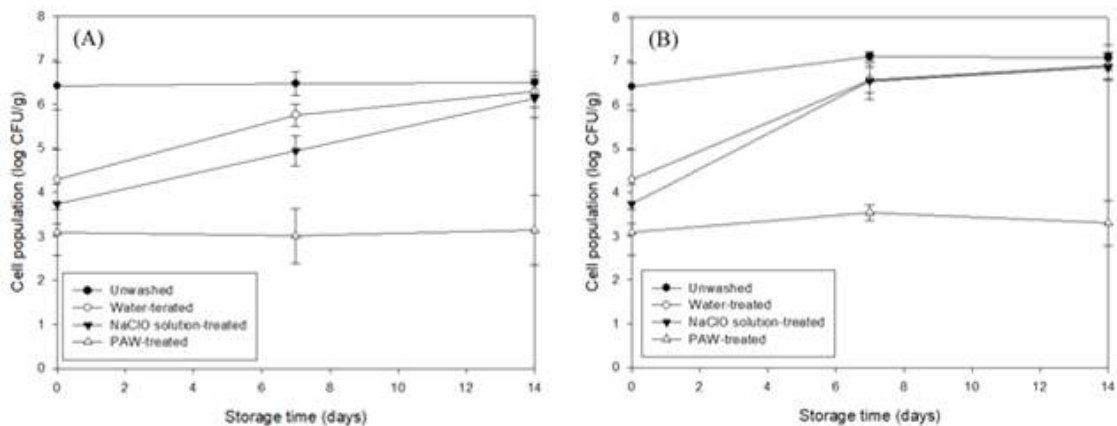 (A)
Cell population (log CFU/g)
8
7
6
5
4
3
2
1
0
Unwashed
Water-terated
NaClO solution-treated
PAW-treated
0 2 4 6 8 10 12 14
Storage time (days)
(B)
Cell population (log CFU/g)
8
7
6
5
4
3
2
1
0
Unwashed
Water-treated
NaClO solution-treated
PAW-treated
0 2 4 6 8 10 12 14
Storage time (days)